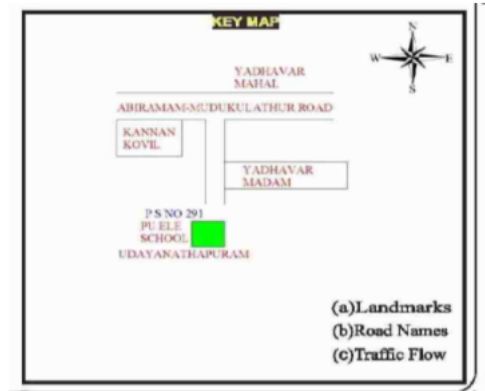 KEY MAP
N
W E
S
YADHAVAR
MAHAL
ABIRAMAM-MUDUKULATHUR ROAD
KANNAN
KOVIL
YADHAVAR
MADAM
P S NO 291
PU ELE
SCHOOL
UDAYANATHAPURAM
(a)Landmarks
(b)Road Names
(c)Traffic Flow